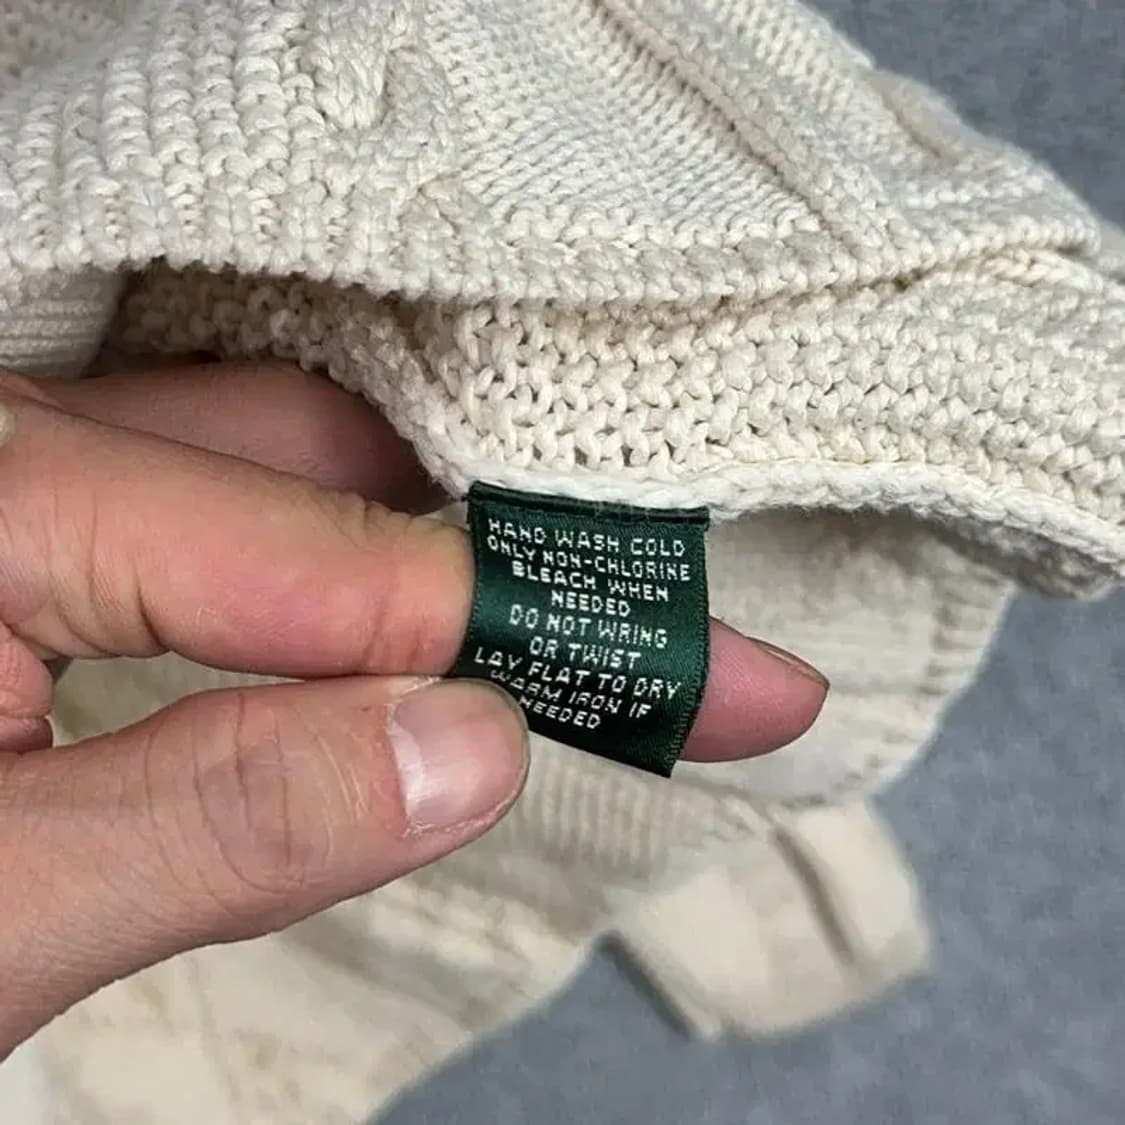 HAND WASH COLD
ONLY NON-CHLORINE
BLEACH WHEN
NEEDED
DO NOT WRING
OR TWIST
LAY FLAT TO DRY
WARM IRON IF
NEEDED